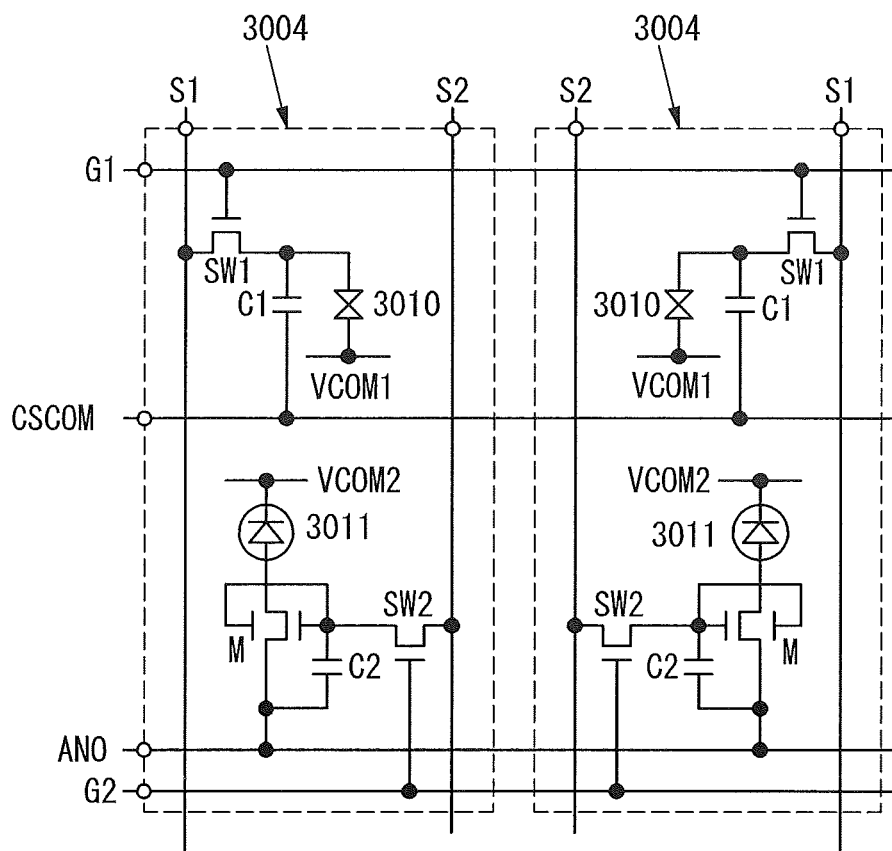 3004 3004
S1 S2 S2 S1
G1
SW1 SW1
C1 3010 3010 C1
VCOM1 VCOM1
CSCOM
VCOM2 VCOM2
3011 3011
SW2 SW2
M C2 C2 M
ANO
G2